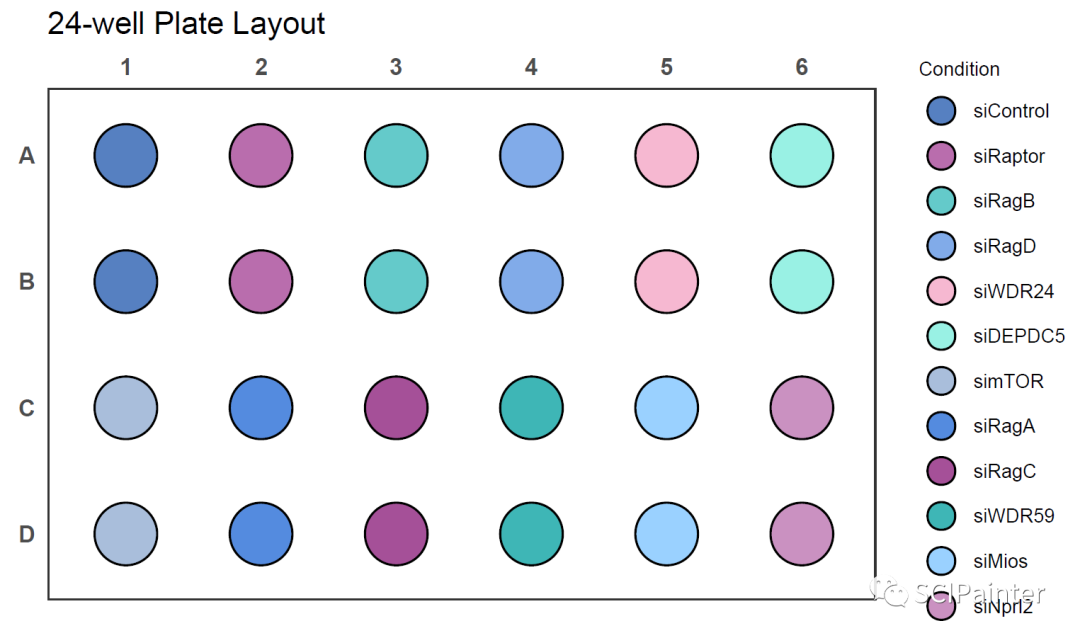 24-well Plate Layout
1 2 3 4 5 6
Condition
siControl
A
siRaptor
siRagB
siRagD
B
siWDR24
siDEPDC5
simTOR
C
siRagA
siRagC
siWDR59
D
siMios
SCIPainter
siNprl2